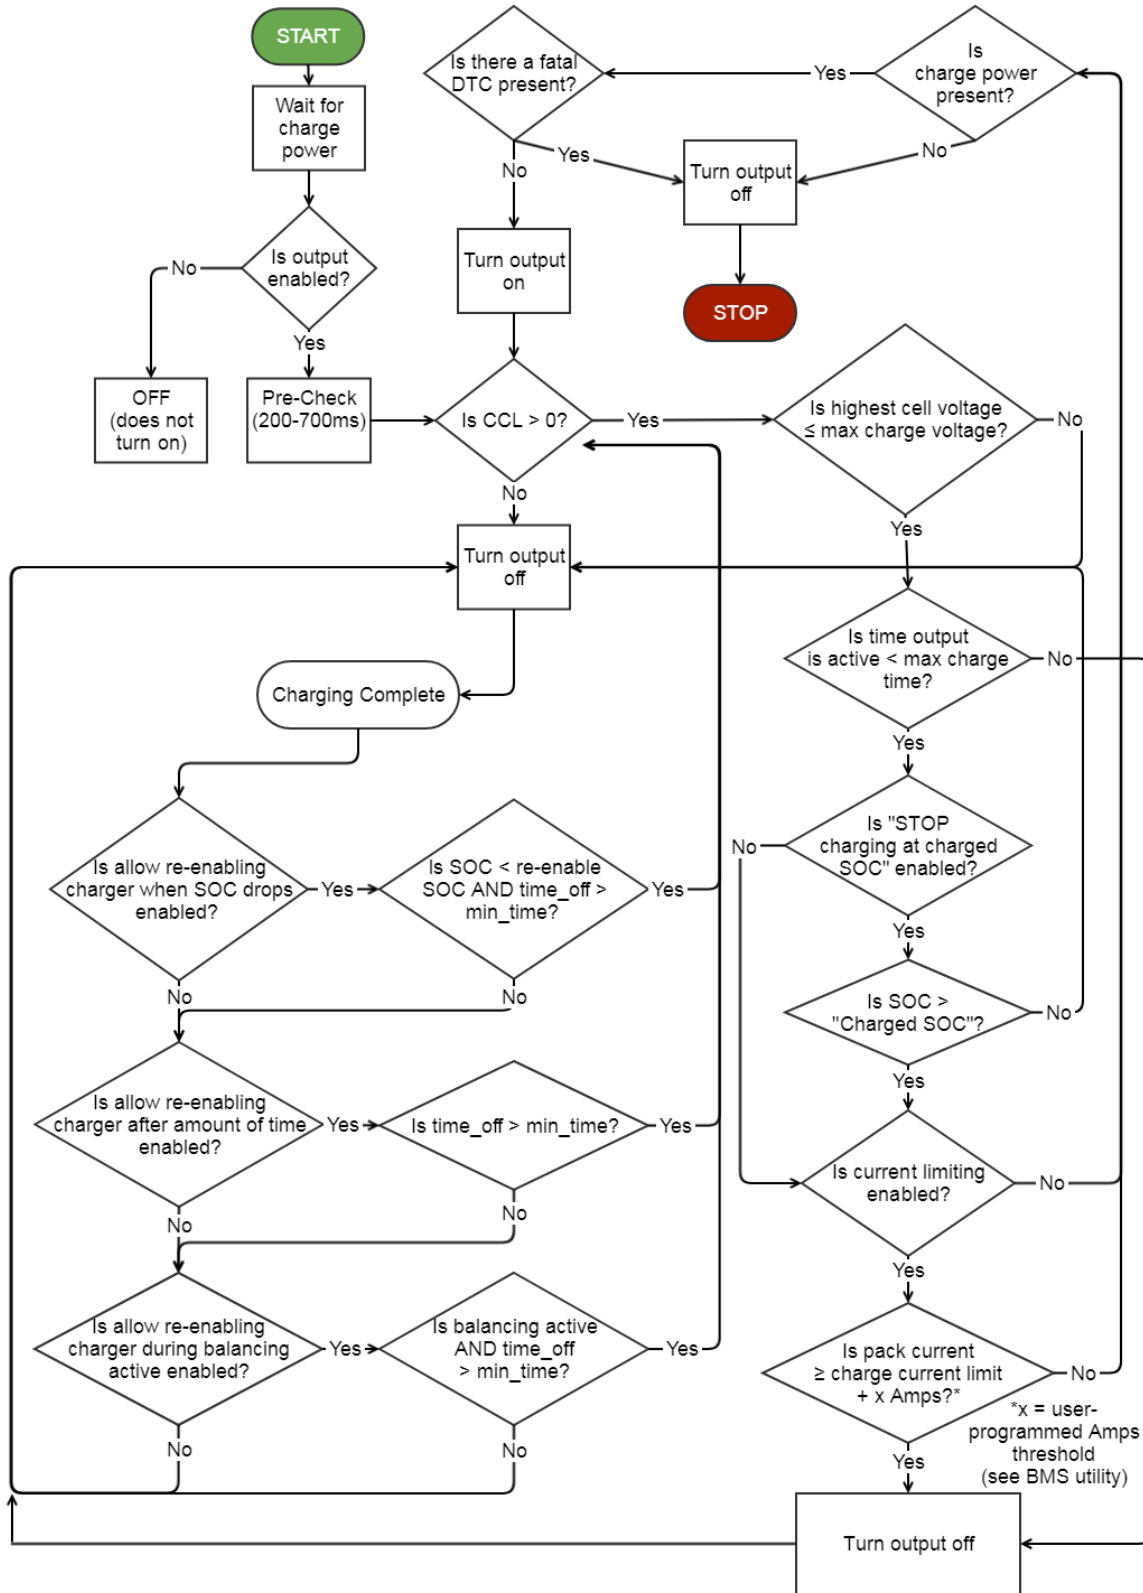 START
Is there a fatal
DTC present?
Yes
Is
charge power
present?
Wait for
charge
power
No
Yes
No
Turn output
off
Is output
enabled?
No
Yes
Turn output
on
STOP
OFF
(does not
turn on)
Pre-Check
(200-700ms)
Is CCL > 0?
Yes
Is highest cell voltage
≤ max charge voltage?
No
No
Yes
Turn output
off
Is time output
is active < max charge
time?
No
Charging Complete
Yes
Is "STOP
charging at charged
SOC" enabled?
No
Is allow re-enabling
charger when SOC drops
enabled?
Yes
Is SOC < re-enable
SOC AND time_off >
min_time?
Yes
Yes
No
No
Is SOC >
"Charged SOC"?
No
Yes
Is allow re-enabling
charger after amount of time
enabled?
Yes
Is time_off > min_time?
Yes
Is current limiting
enabled?
No
No
No
Yes
Is allow re-enabling
charger during balancing
active enabled?
Yes
Is balancing active
AND time_off
> min_time?
Yes
Is pack current
≥ charge current limit
+ x Amps?*
No
*x = user-
programmed Amps
threshold
(see BMS utility)
No
No
Yes
Turn output off